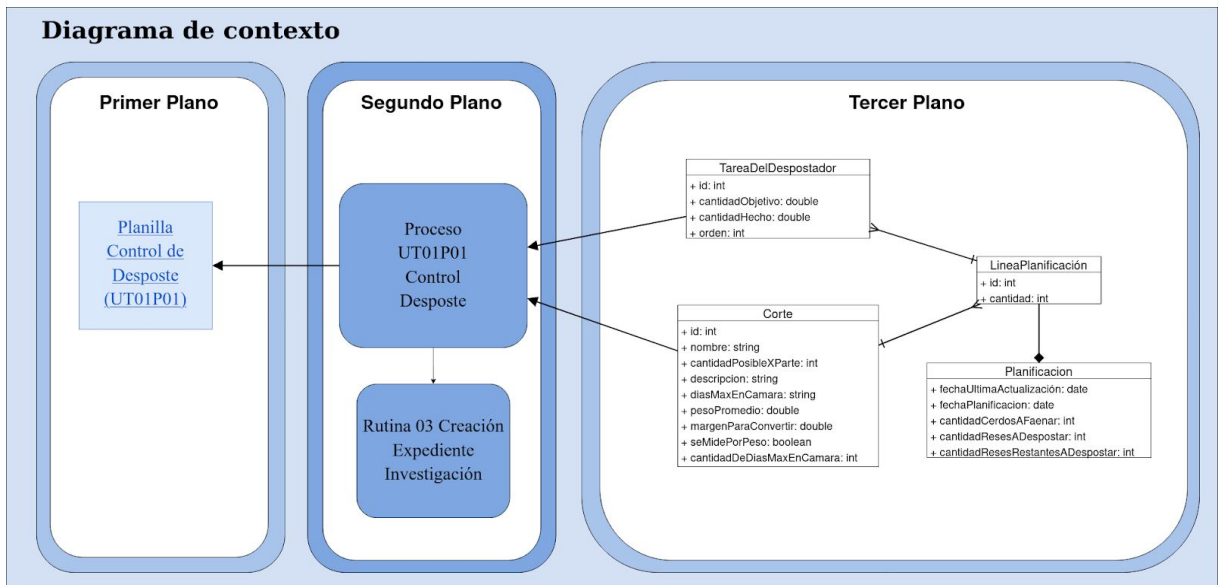 Diagrama de contexto
Primer Plano
Planilla
Control de
Desposte
(UT01P01)
Segundo Plano
Proceso
UT01P01
Control
Desposte
Rutina 03 Creación
Expediente
Investigación
Tercer Plano
TareaDelDespostador
+ id: int
+ cantidadObjetivo: double
+ cantidadHecho: double
+ orden: int
LineaPlanificación
+ id: int
+ cantidad: int
Corte
+ id: int
+ nombre: string
+ cantidadPosibleXParte: int
+ descripcion: string
+ diasMaxEnCamara: string
+ pesoPromedio: double
+ margenParaConvertir: double
+ seMidePorPeso: boolean
+ cantidadDeDiasMaxEnCamara: int
Planificacion
+ fechaUltimaActualización: date
+ fechaPlanificacion: date
+ cantidadCerdosAFaenar: int
+ cantidadResesADespostar: int
+ cantidadResesRestantesADespostar: int